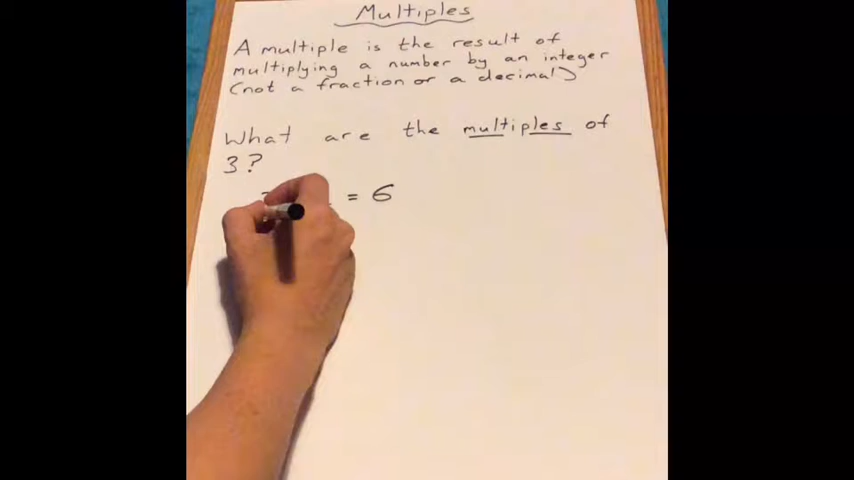 Multiples
A multiple is the result of
multiplying a number by an integer
(not a fraction or a decimal)
What are the multiples of
3?
= 6